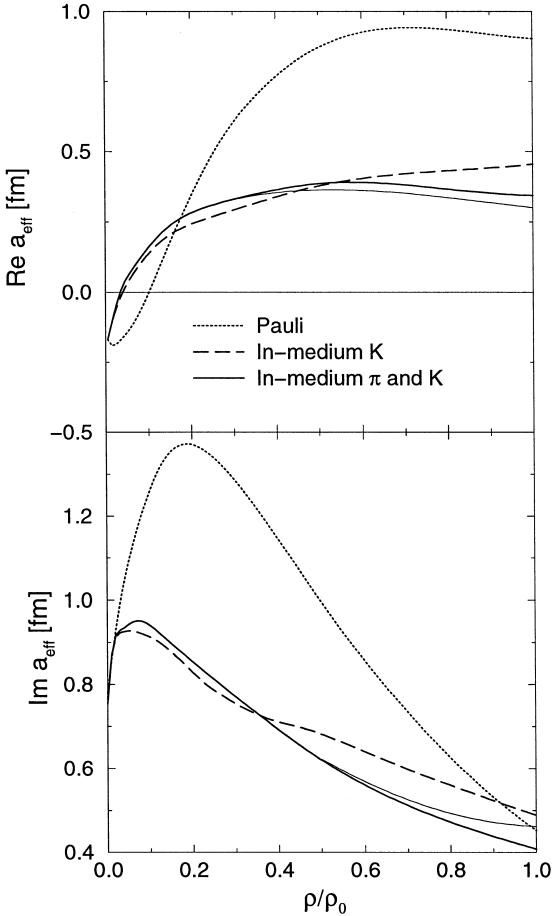 1.0
0.5
Re a_eff [fm]
0.0
Pauli
In-medium K
In-medium π and K
−0.5
1.2
1.0
Im a_eff [fm]
0.8
0.6
0.4
0.0 0.2 0.4 0.6 0.8 1.0
ρ/ρ₀